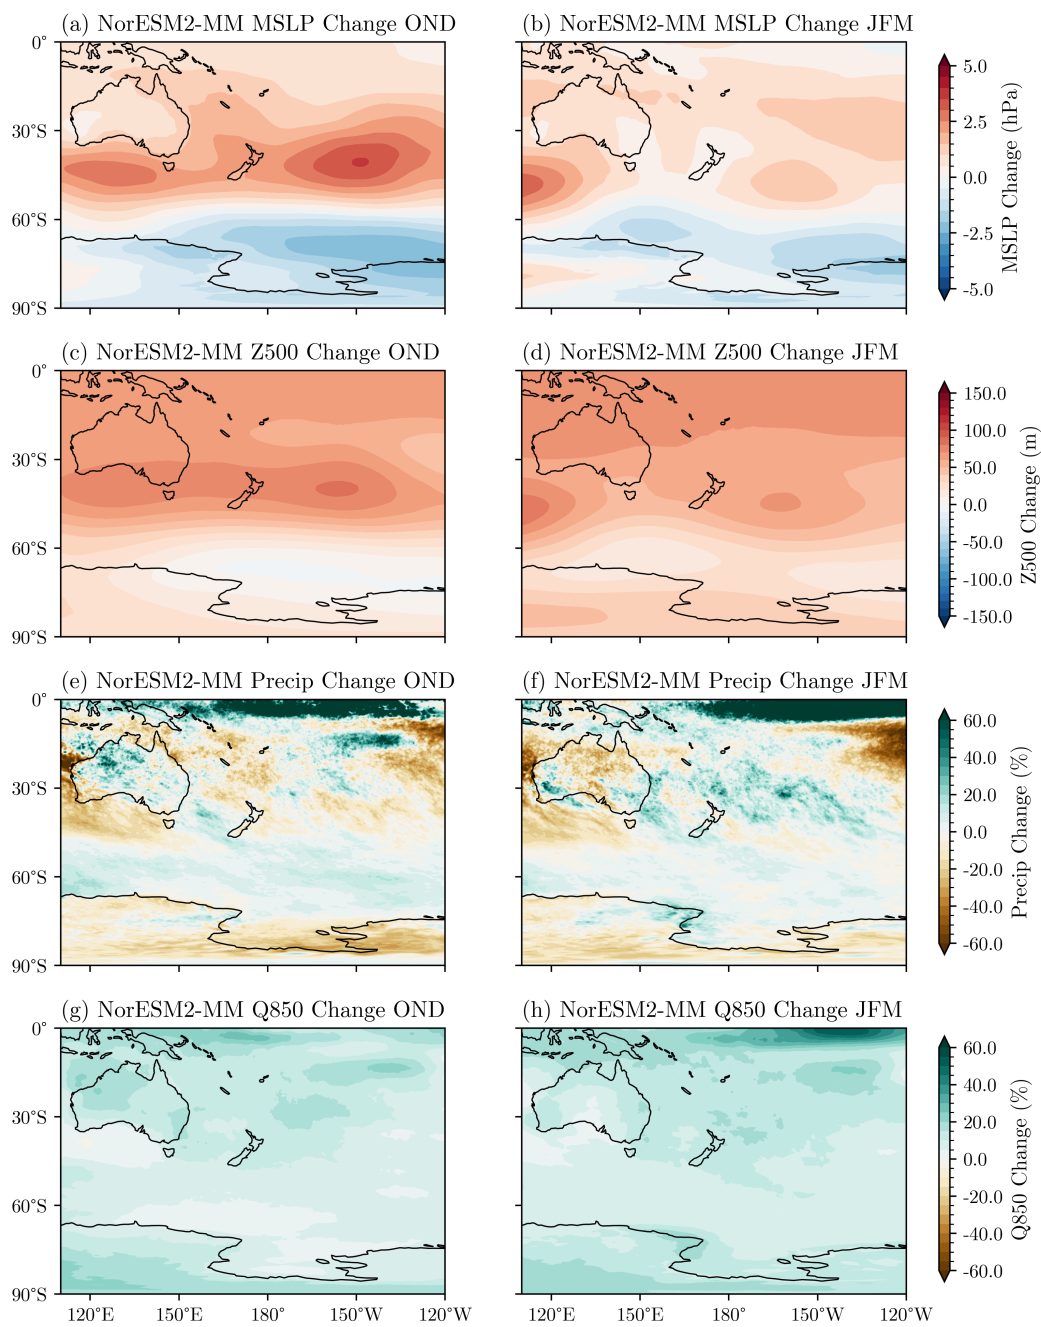 (a) NorESM2-MM MSLP Change OND
(b) NorESM2-MM MSLP Change JFM
0°
30°S
60°S
90°S
5.0
2.5
0.0
-2.5
-5.0
MSLP Change (hPa)
(c) NorESM2-MM Z500 Change OND
(d) NorESM2-MM Z500 Change JFM
0°
30°S
60°S
90°S
150.0
100.0
50.0
0.0
-50.0
-100.0
-150.0
Z500 Change (m)
(e) NorESM2-MM Precip Change OND
(f) NorESM2-MM Precip Change JFM
0°
30°S
60°S
90°S
60.0
40.0
20.0
0.0
-20.0
-40.0
-60.0
Precip Change (%)
(g) NorESM2-MM Q850 Change OND
(h) NorESM2-MM Q850 Change JFM
0°
30°S
60°S
90°S
60.0
40.0
20.0
0.0
-20.0
-40.0
-60.0
Q850 Change (%)
120°E 150°E 180° 150°W 120°W
120°E 150°E 180° 150°W 120°W